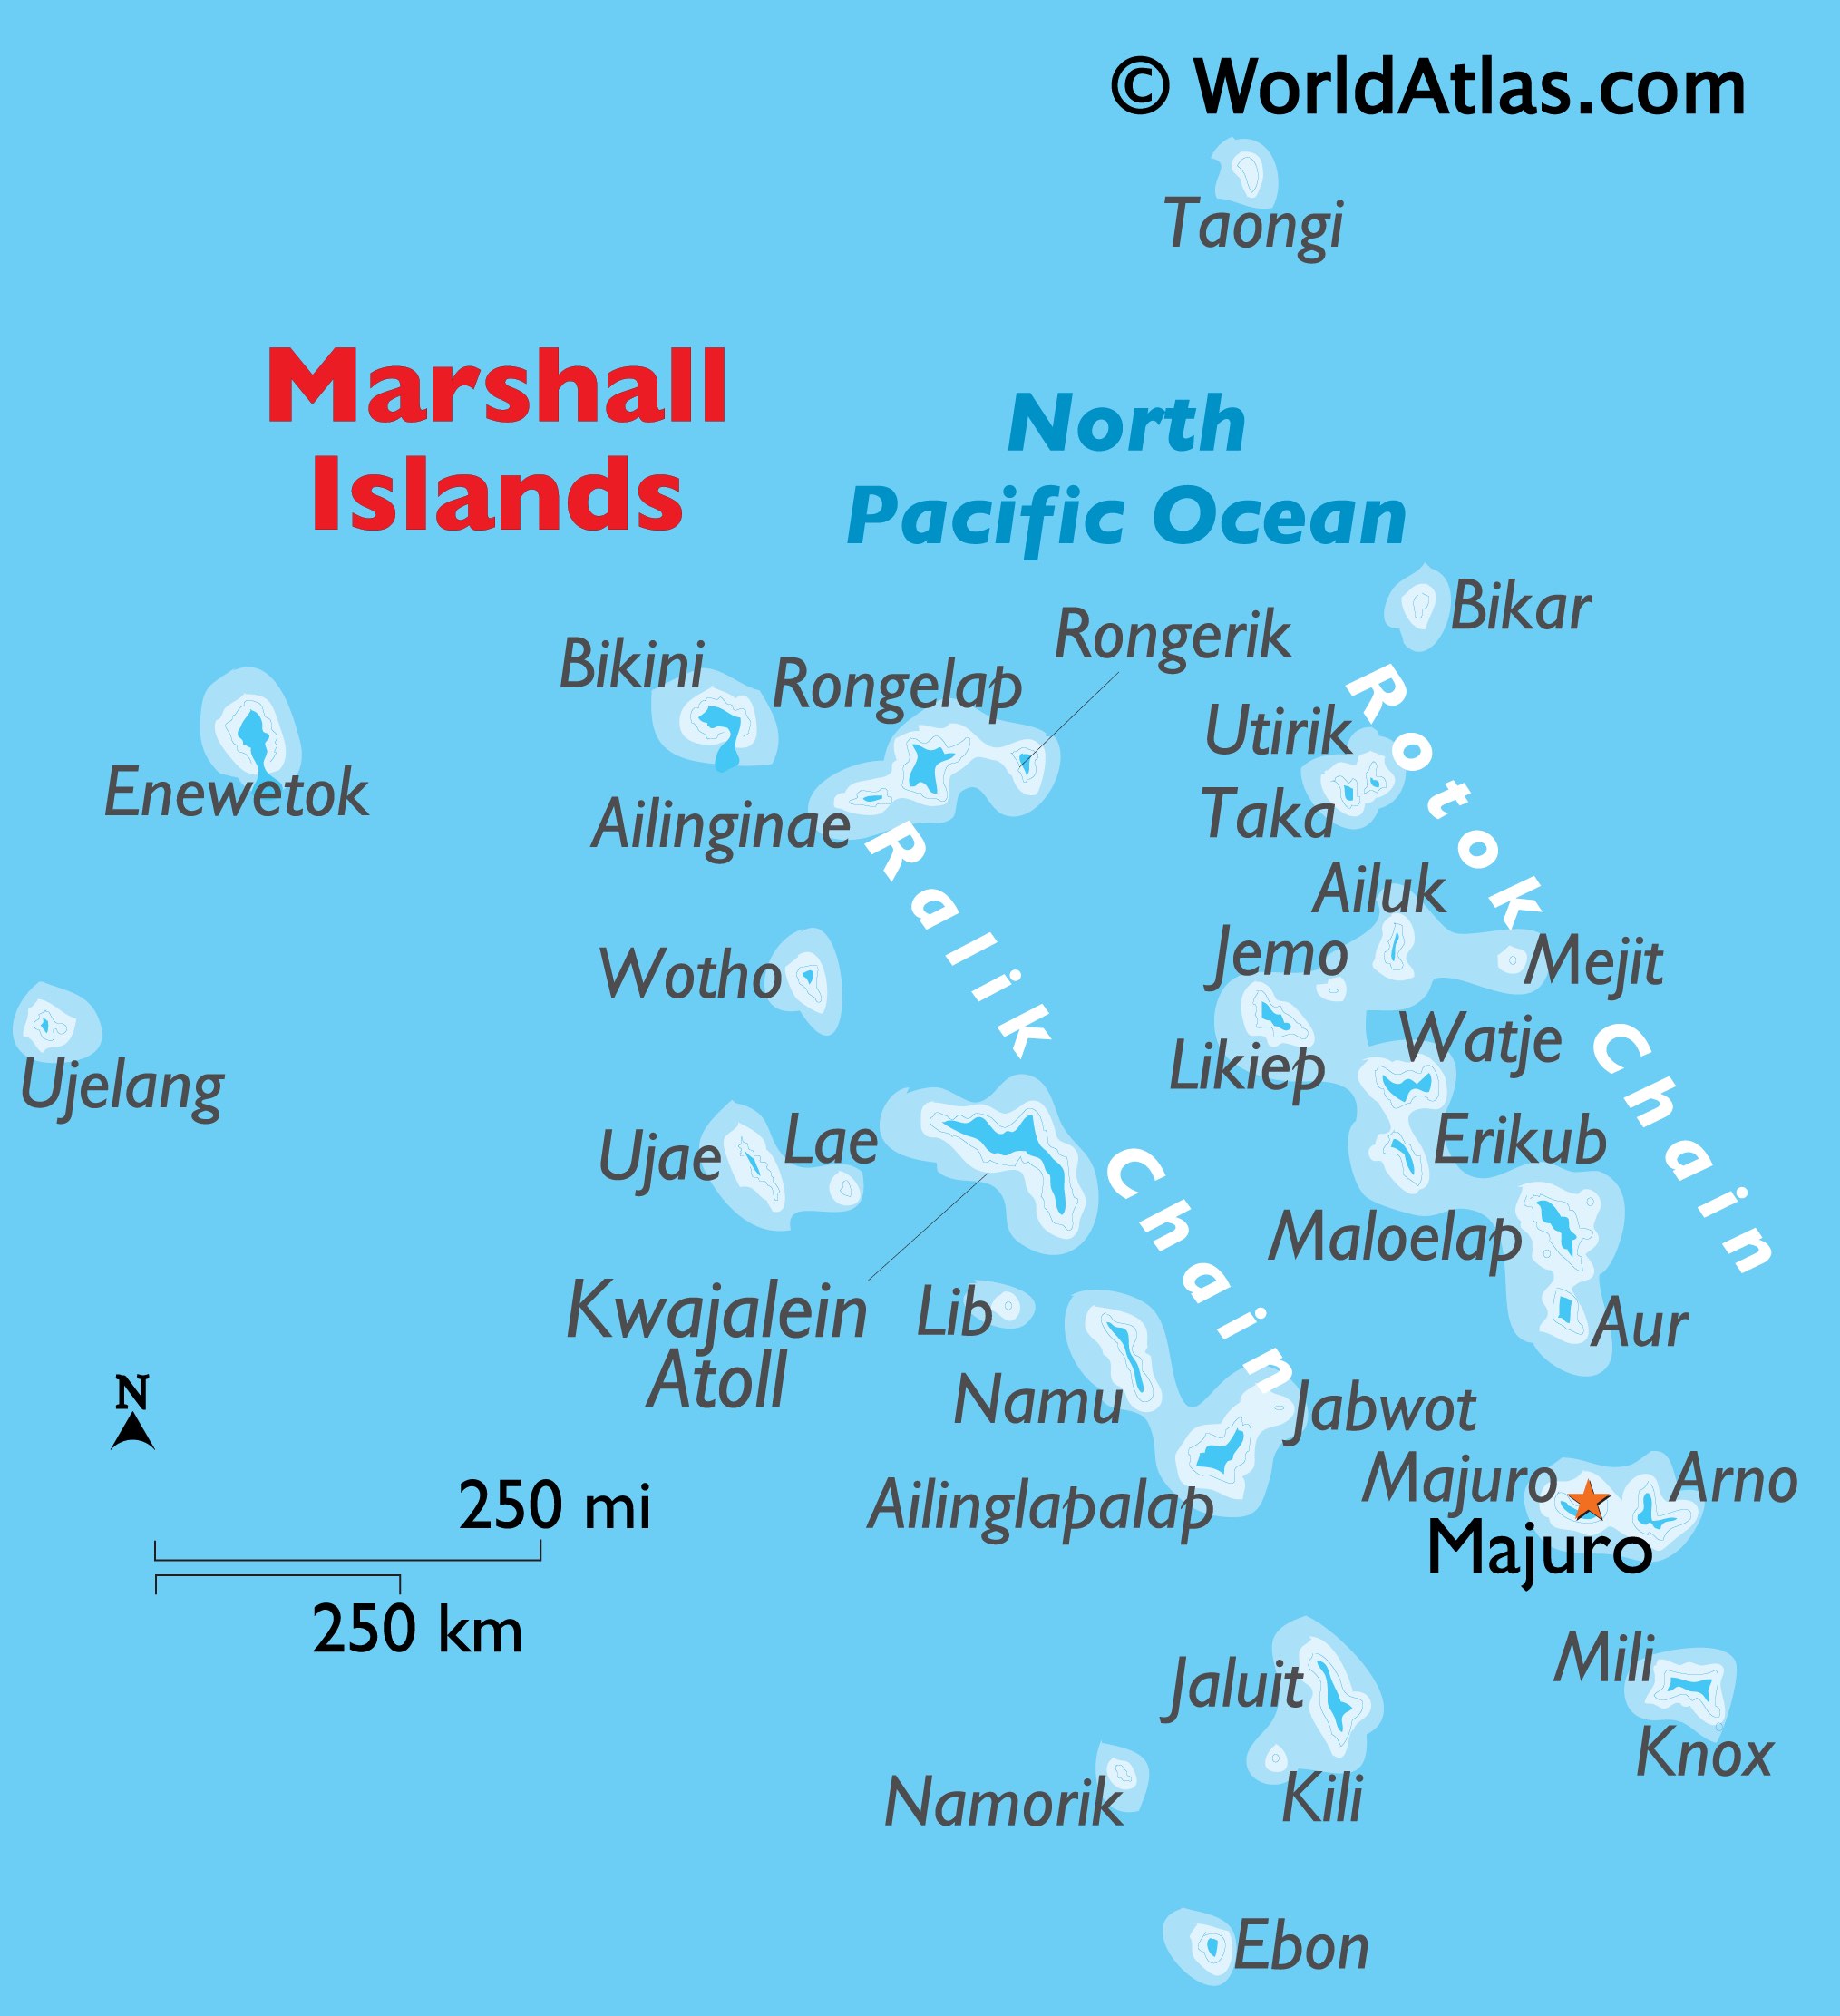 © WorldAtlas.com
Taongi
Marshall
Islands
North
Pacific Ocean
Bikar
Rongerik
Bikini
Rongelap
Utirik
Enewetok
Ailinginae
Taka
Rotok Chain
Ralik Chain
Ailuk
Jemo
Mejit
Wotho
Watje
Likiep
Ujelang
Erikub
Ujae
Lae
Maloelap
Kwajalein
Atoll
Lib
Aur
Namu
Jabwot
N
Majuro
Arno
Ailinglapalap
Majuro
250 mi
250 km
Mili
Jaluit
Knox
Namorik
Kili
Ebon